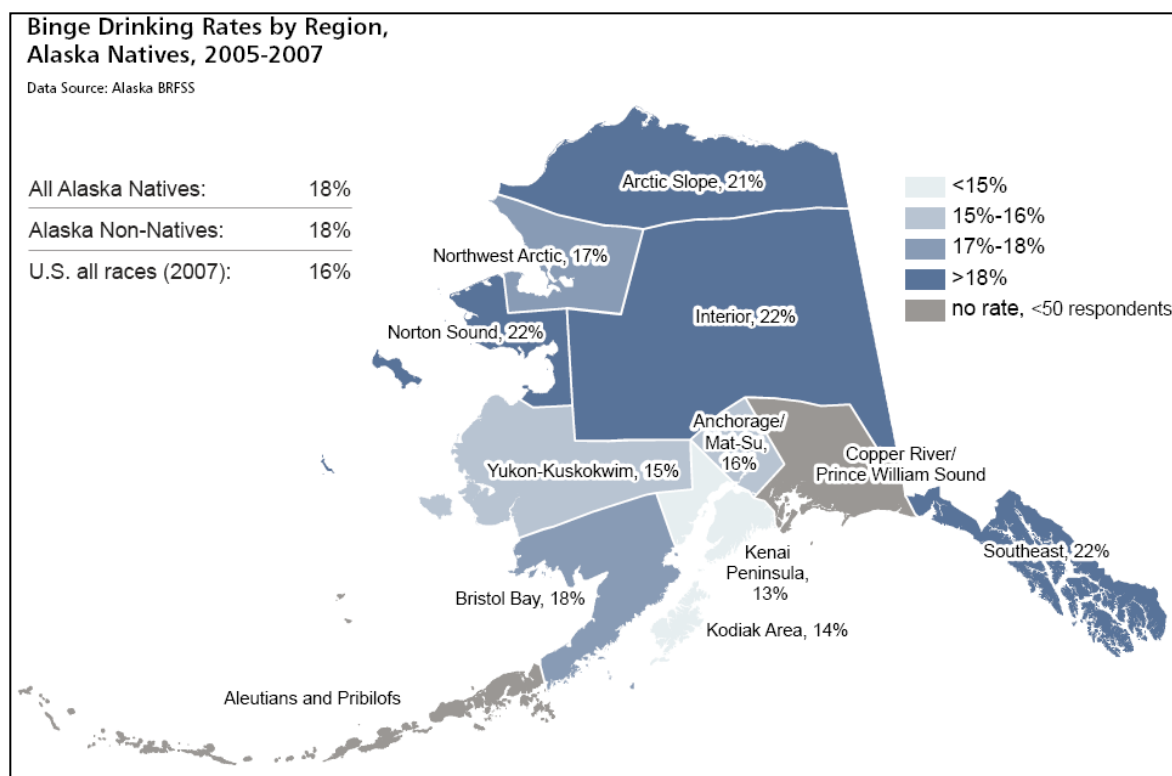 Binge Drinking Rates by Region,
Alaska Natives, 2005-2007
Data Source: Alaska BRFSS
All Alaska Natives: 18%
Alaska Non-Natives: 18%
U.S. all races (2007): 16%
<15%
15%-16%
17%-18%
>18%
no rate, <50 respondents
Arctic Slope, 21%
Northwest Arctic, 17%
Norton Sound, 22%
Interior, 22%
Anchorage/
Mat-Su,
16%
Copper River/
Prince William Sound
Yukon-Kuskokwim, 15%
Southeast, 22%
Kenai
Peninsula,
13%
Bristol Bay, 18%
Kodiak Area, 14%
Aleutians and Pribilofs